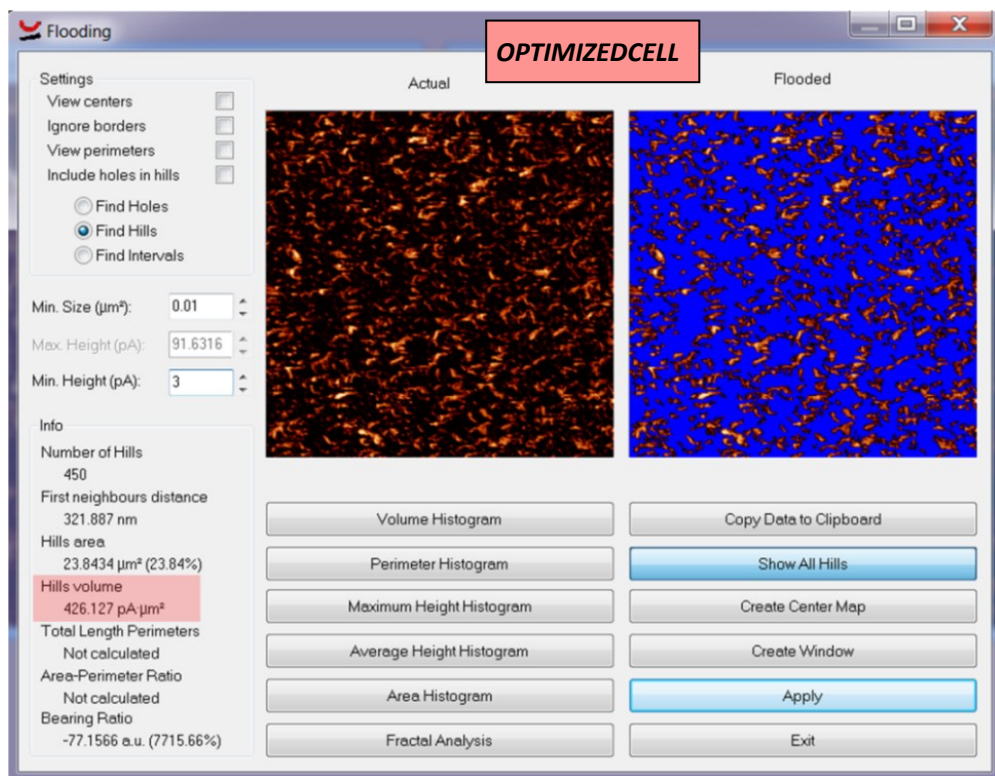 Flooding
OPTIMIZEDCELL
Settings
View centers
Ignore borders
View perimeters
Include holes in hills
Find Holes
Find Hills
Find Intervals
Min. Size (µm²): 0.01
Max. Height (pA): 91.6316
Min. Height (pA): 3
Info
Number of Hills
450
First neighbours distance
321.887 nm
Hills area
23.8434 µm² (23.84%)
Hills volume
426.127 pA·µm²
Total Length Perimeters
Not calculated
Area-Perimeter Ratio
Not calculated
Bearing Ratio
-77.1566 a.u. (7715.66%)
Actual
Flooded
Volume Histogram
Copy Data to Clipboard
Perimeter Histogram
Show All Hills
Maximum Height Histogram
Create Center Map
Average Height Histogram
Create Window
Area Histogram
Apply
Fractal Analysis
Exit